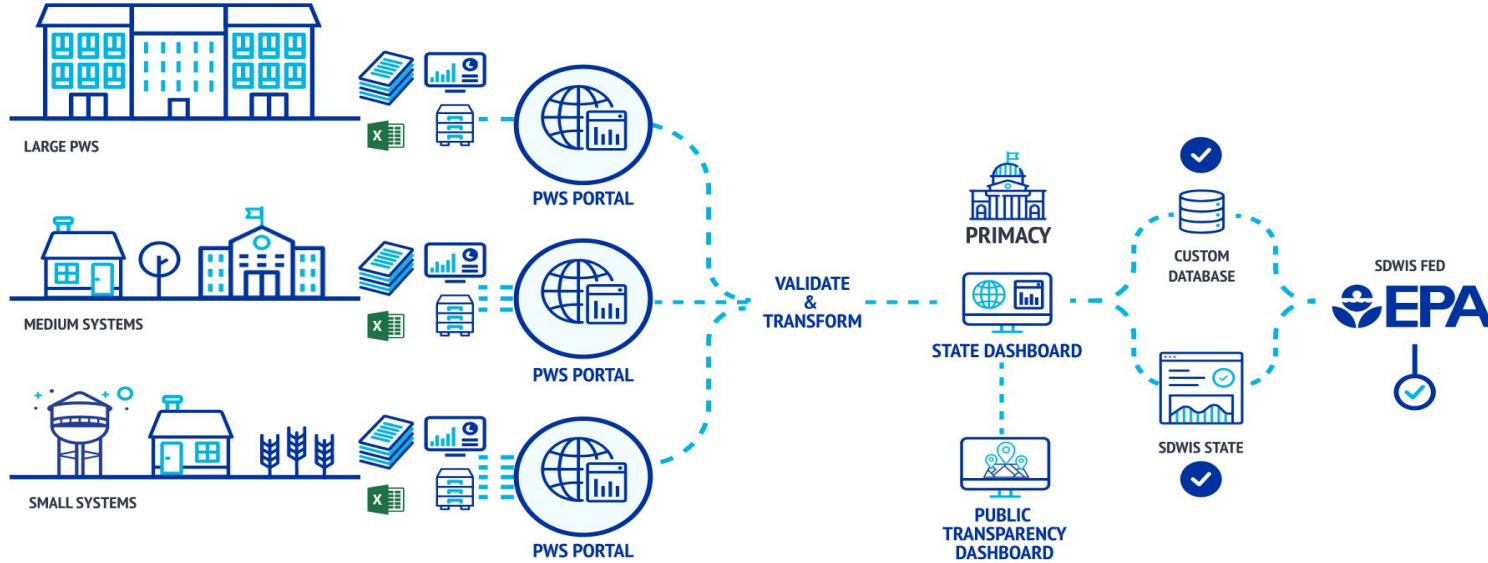 LARGE PWS
X
PWS PORTAL
MEDIUM SYSTEMS
X
PWS PORTAL
SMALL SYSTEMS
X
PWS PORTAL
VALIDATE
&
TRANSFORM
PRIMACY
STATE DASHBOARD
PUBLIC
TRANSPARENCY
DASHBOARD
CUSTOM
DATABASE
SDWIS STATE
SDWIS FED
EPA